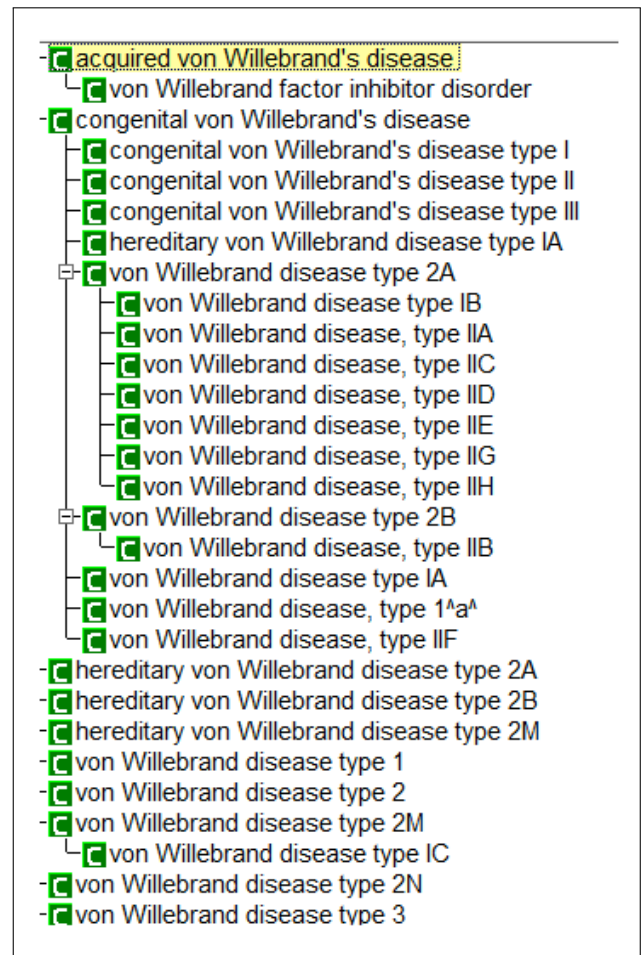 acquired von Willebrand's disease
von Willebrand factor inhibitor disorder
congenital von Willebrand's disease
congenital von Willebrand's disease type I
congenital von Willebrand's disease type II
congenital von Willebrand's disease type III
hereditary von Willebrand disease type IA
von Willebrand disease type 2A
von Willebrand disease type IB
von Willebrand disease, type IIA
von Willebrand disease, type IIC
von Willebrand disease, type IID
von Willebrand disease, type IIE
von Willebrand disease, type IIG
von Willebrand disease, type IIH
von Willebrand disease type 2B
von Willebrand disease, type IIB
von Willebrand disease type IA
von Willebrand disease, type 1^a^
von Willebrand disease, type IIF
hereditary von Willebrand disease type 2A
hereditary von Willebrand disease type 2B
hereditary von Willebrand disease type 2M
von Willebrand disease type 1
von Willebrand disease type 2
von Willebrand disease type 2M
von Willebrand disease type IC
von Willebrand disease type 2N
von Willebrand disease type 3